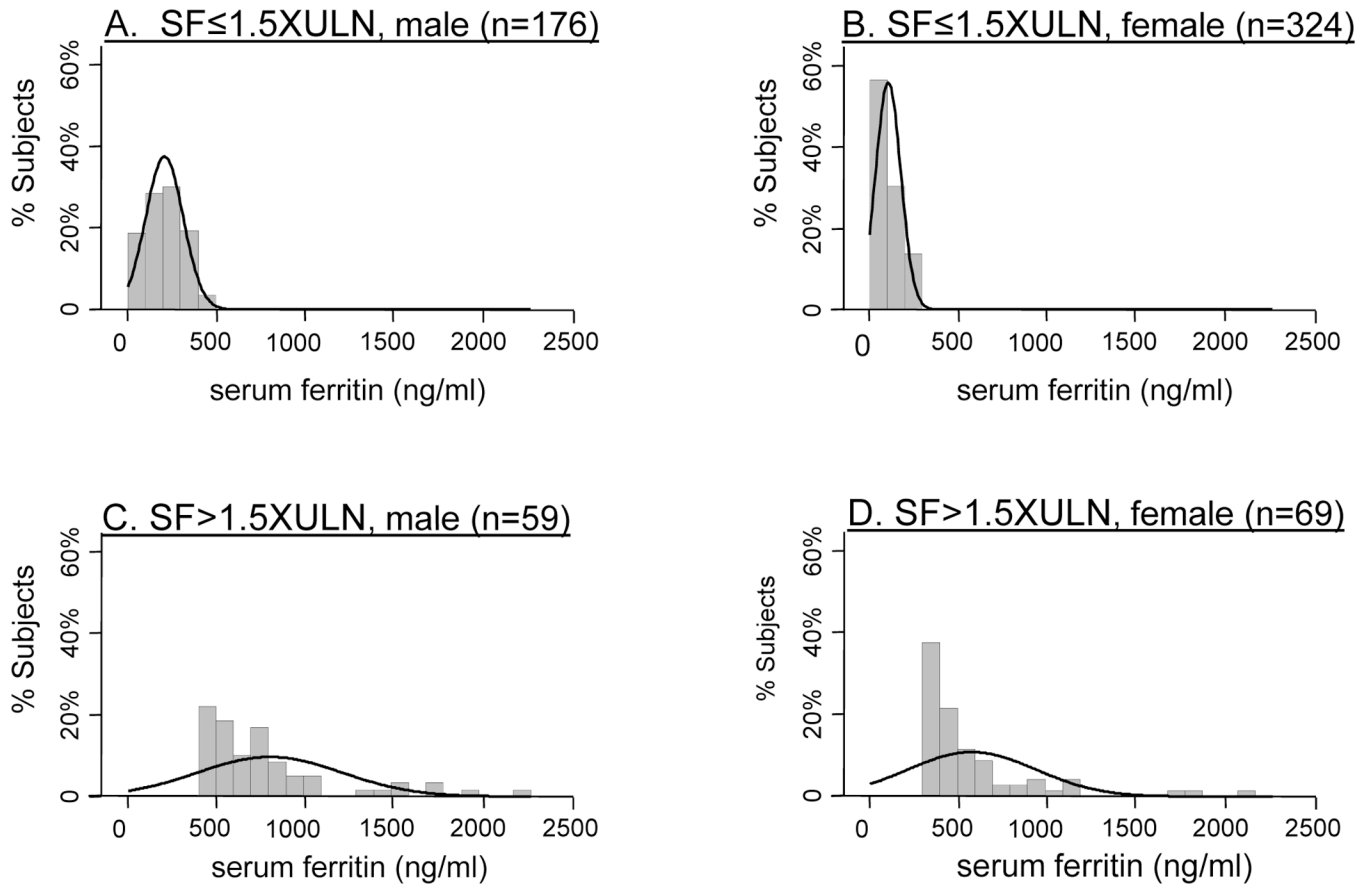 A. SF≤1.5XULN, male (n=176)
% Subjects
60%
40%
20%
0
0 500 1000 1500 2000 2500
serum ferritin (ng/ml)
B. SF≤1.5XULN, female (n=324)
% Subjects
60%
40%
20%
0
0 500 1000 1500 2000 2500
serum ferritin (ng/ml)
C. SF>1.5XULN, male (n=59)
% Subjects
60%
40%
20%
0
0 500 1000 1500 2000 2500
serum ferritin (ng/ml)
D. SF>1.5XULN, female (n=69)
% Subjects
60%
40%
20%
0
0 500 1000 1500 2000 2500
serum ferritin (ng/ml)